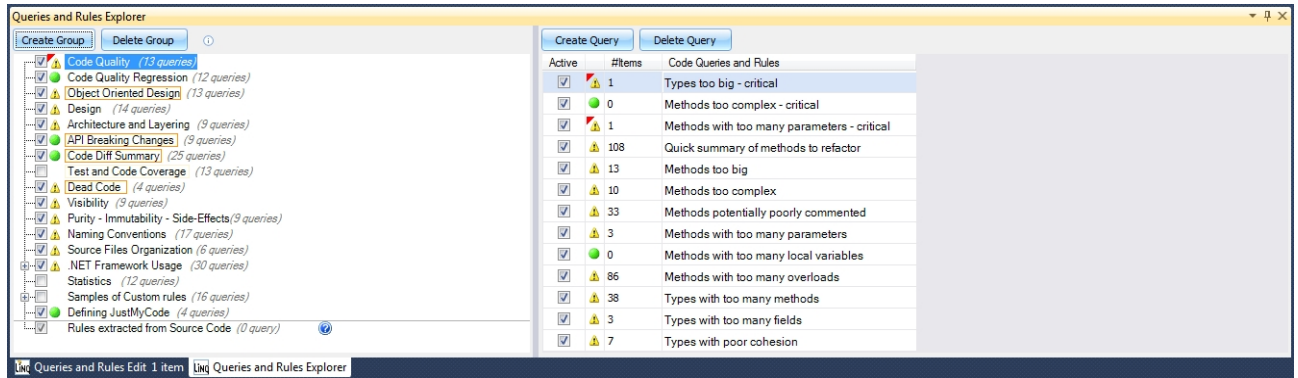 Queries and Rules Explorer
Create Group Delete Group
Code Quality (13 queries)
Code Quality Regression (12 queries)
Object Oriented Design (13 queries)
Design (14 queries)
Architecture and Layering (9 queries)
API Breaking Changes (9 queries)
Code Diff Summary (25 queries)
Test and Code Coverage (13 queries)
Dead Code (4 queries)
Visibility (9 queries)
Purity - Immutability - Side-Effects(9 queries)
Naming Conventions (17 queries)
Source Files Organization (6 queries)
.NET Framework Usage (30 queries)
Statistics (12 queries)
Samples of Custom rules (16 queries)
Defining JustMyCode (4 queries)
Rules extracted from Source Code (0 query)
Create Query Delete Query
Active #Items Code Queries and Rules
1 Types too big - critical
0 Methods too complex - critical
1 Methods with too many parameters - critical
108 Quick summary of methods to refactor
13 Methods too big
10 Methods too complex
33 Methods potentially poorly commented
3 Methods with too many parameters
0 Methods with too many local variables
86 Methods with too many overloads
38 Types with too many methods
3 Types with too many fields
7 Types with poor cohesion
LINQ Queries and Rules Edit 1 item LINQ Queries and Rules Explorer